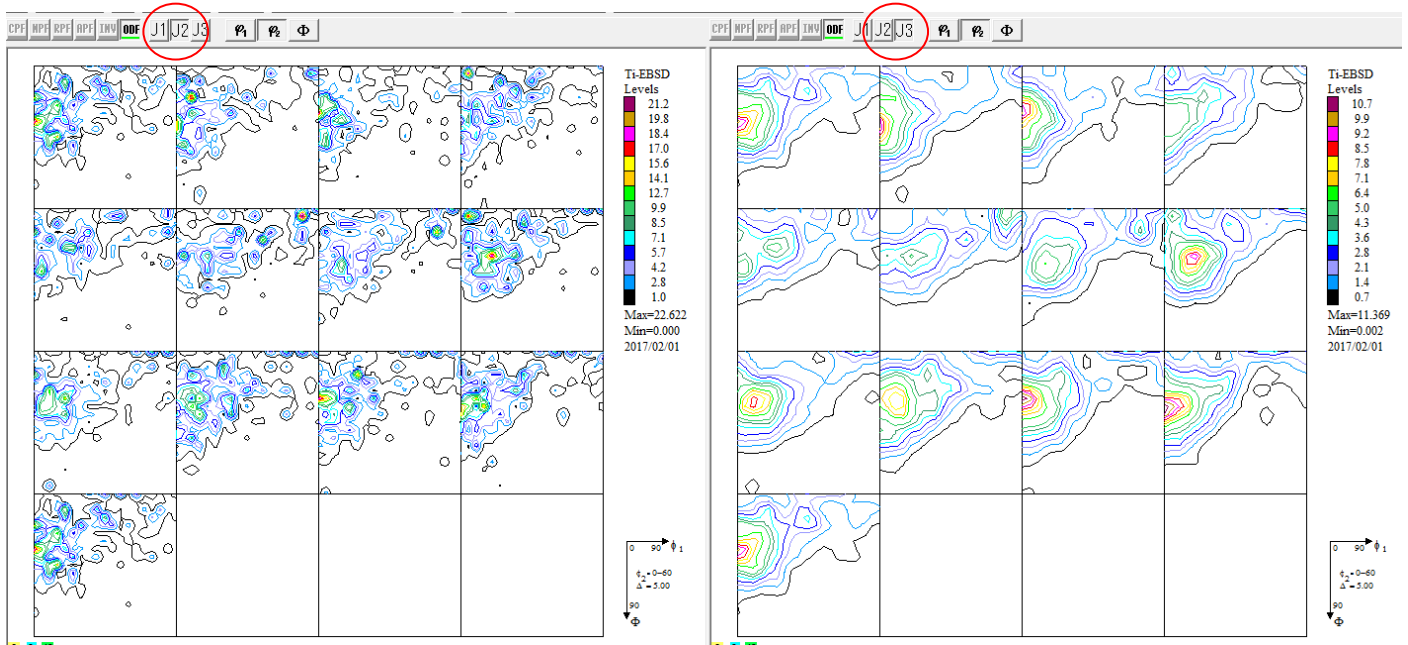 CPF NPF RPF APF INV ODF J1 J2 J3 φ1 φ2 Φ
Ti-EBSD
Levels
21.2
19.8
18.4
17.0
15.6
14.1
12.7
9.9
8.5
7.1
5.7
4.2
2.8
1.0
Max=22.622
Min=0.000
2017/02/01
0 90 ϕ1
ϕ2=0-60
Δ=5.00
90
Φ
CPF NPF RPF APF INV ODF J1 J2 J3 φ1 φ2 Φ
Ti-EBSD
Levels
10.7
9.9
9.2
8.5
7.8
7.1
6.4
5.0
4.3
3.6
2.8
2.1
1.4
0.7
Max=11.369
Min=0.002
2017/02/01
0 90 ϕ1
ϕ2=0-60
Δ=5.00
90
Φ